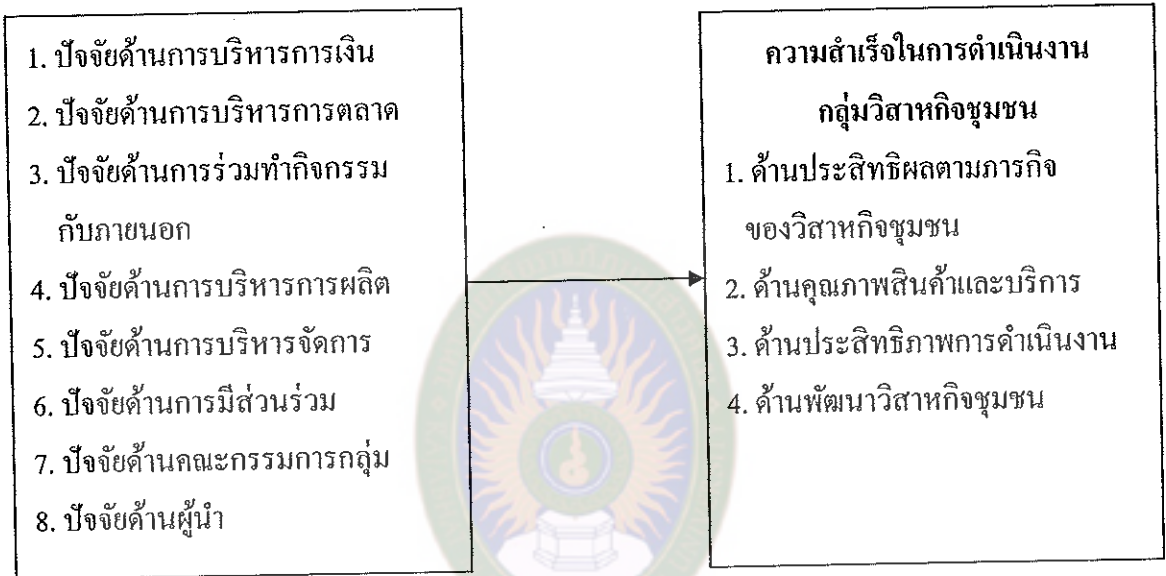 1. ปัจจัยด้านการบริหารการเงิน
2. ปัจจัยด้านการบริหารการตลาด
3. ปัจจัยด้านการร่วมทำกิจกรรม
กับภายนอก
4. ปัจจัยด้านการบริหารการผลิต
5. ปัจจัยด้านการบริหารจัดการ
6. ปัจจัยด้านการมีส่วนร่วม
7. ปัจจัยด้านคณะกรรมการกลุ่ม
8. ปัจจัยด้านผู้นำ
ความสำเร็จในการดำเนินงาน
กลุ่มวิสาหกิจชุมชน
1. ด้านประสิทธิผลตามภารกิจ
ของวิสาหกิจชุมชน
2. ด้านคุณภาพสินค้าและบริการ
3. ด้านประสิทธิภาพการดำเนินงาน
4. ด้านพัฒนาวิสาหกิจชุมชน